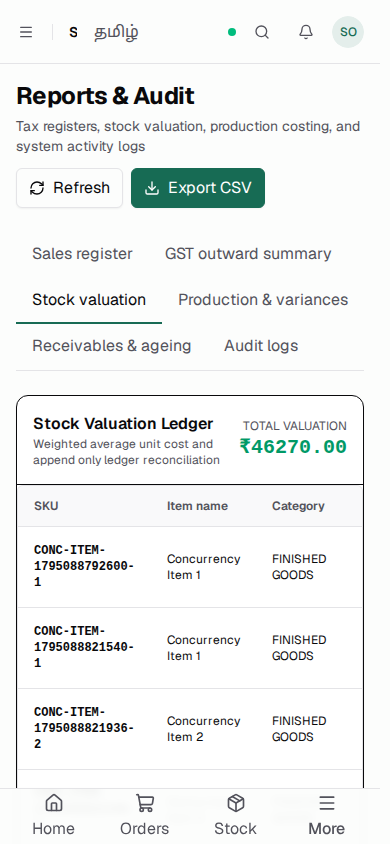 S தமிழ் SO
Reports & Audit
Tax registers, stock valuation, production costing, and
system activity logs
Refresh Export CSV
Sales register GST outward summary
Stock valuation Production & variances
Receivables & ageing Audit logs
Stock Valuation Ledger
Weighted average unit cost and
append only ledger reconciliation
TOTAL VALUATION
₹46270.00
SKU Item name Category
CONC-ITEM-
1795088792600-
1
Concurrency
Item 1
FINISHED
GOODS
CONC-ITEM-
1795088821540-
1
Concurrency
Item 1
FINISHED
GOODS
CONC-ITEM-
1795088821936-
2
Concurrency
Item 2
FINISHED
GOODS
Home Orders Stock More